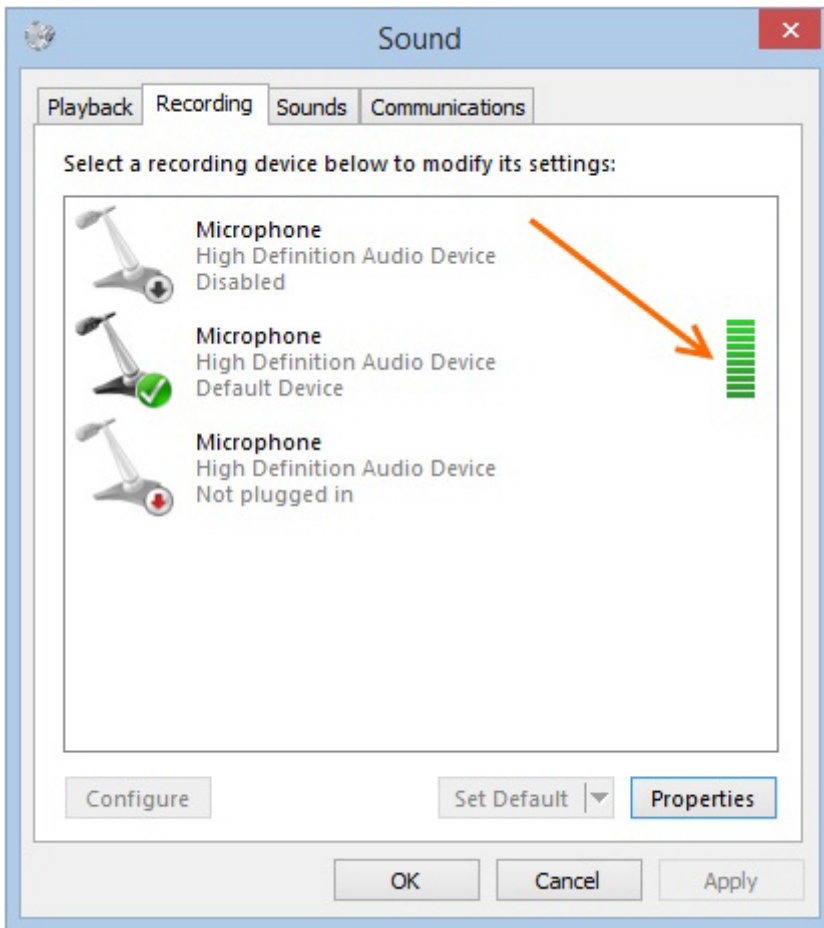 Sound
Playback Recording Sounds Communications
Select a recording device below to modify its settings:
Microphone
High Definition Audio Device
Disabled
Microphone
High Definition Audio Device
Default Device
Microphone
High Definition Audio Device
Not plugged in
Configure Set Default Properties
OK Cancel Apply